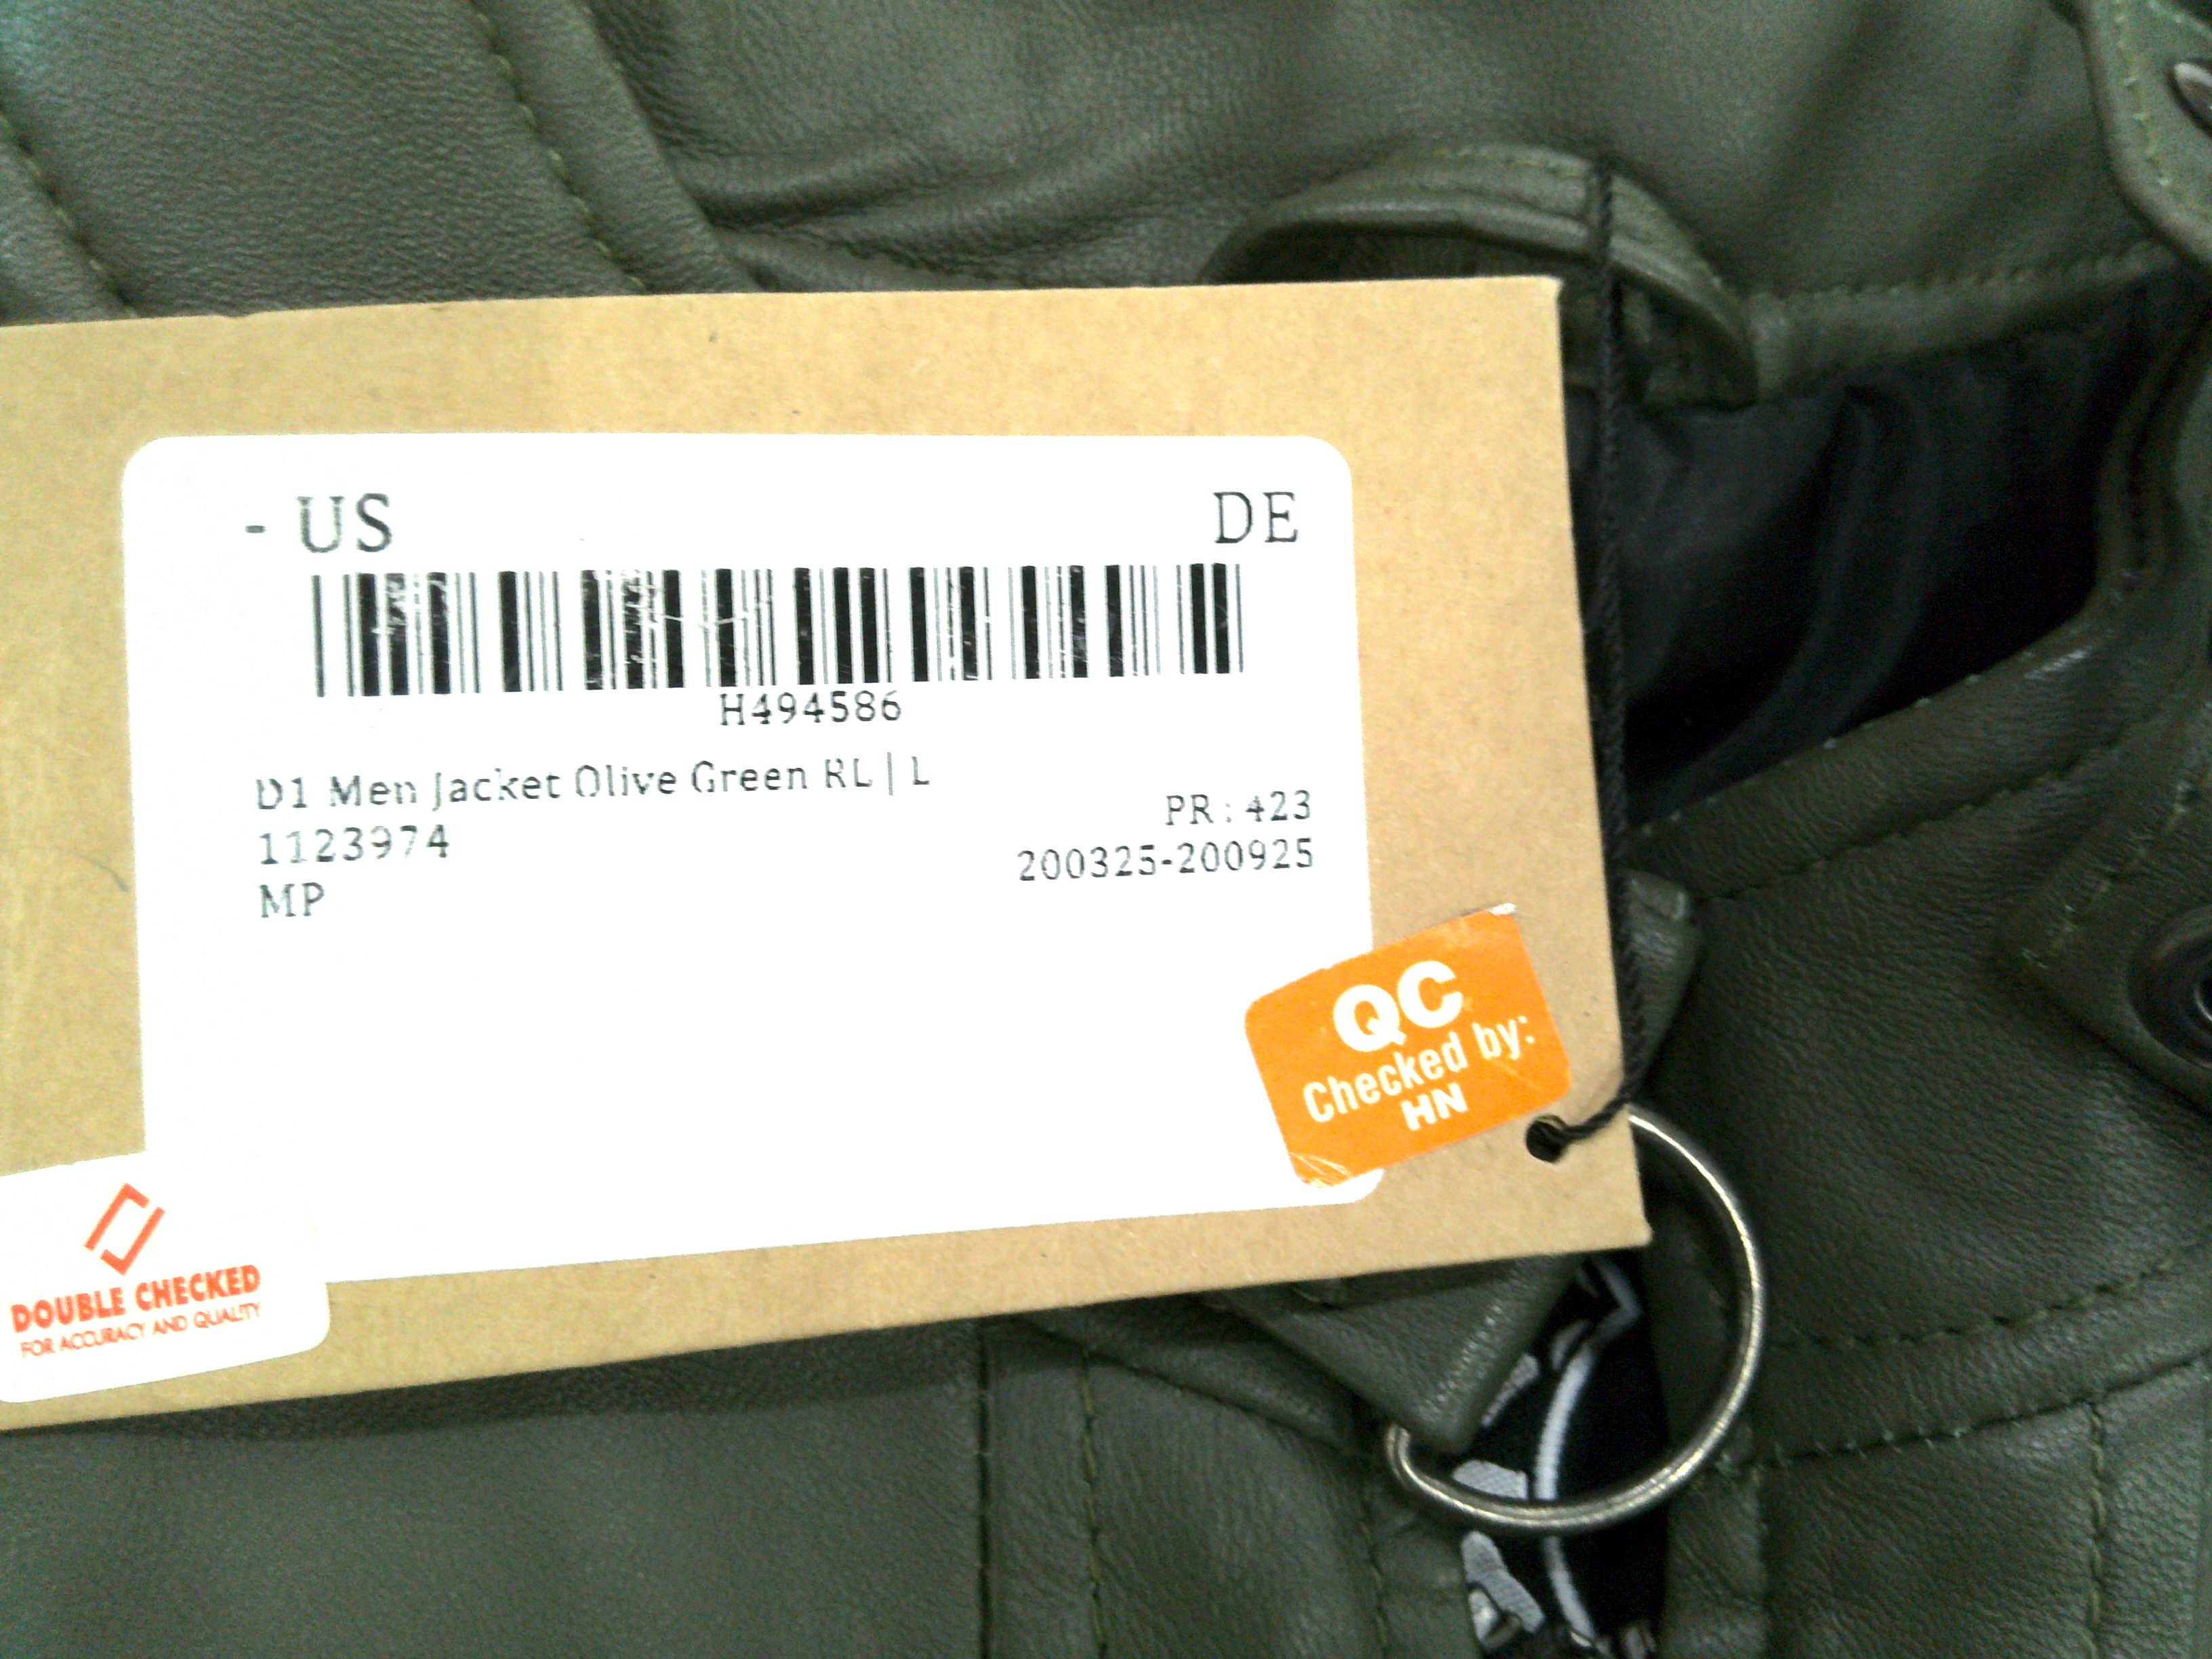 - US DE
H494586
D1 Men Jacket Olive Green RL | L
1123974 PR : 423
MP 200325-200925
QC
Checked by:
HN
DOUBLE CHECKED
FOR ACCURACY AND QUALITY